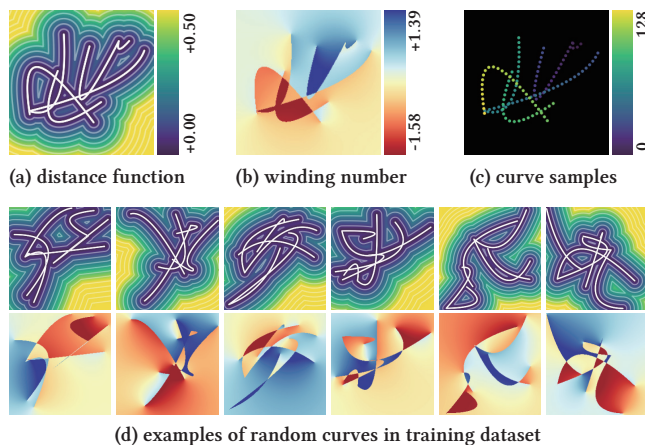 +0.50
+0.00
+1.39
-1.58
128
0
(a) distance function
(b) winding number
(c) curve samples
(d) examples of random curves in training dataset